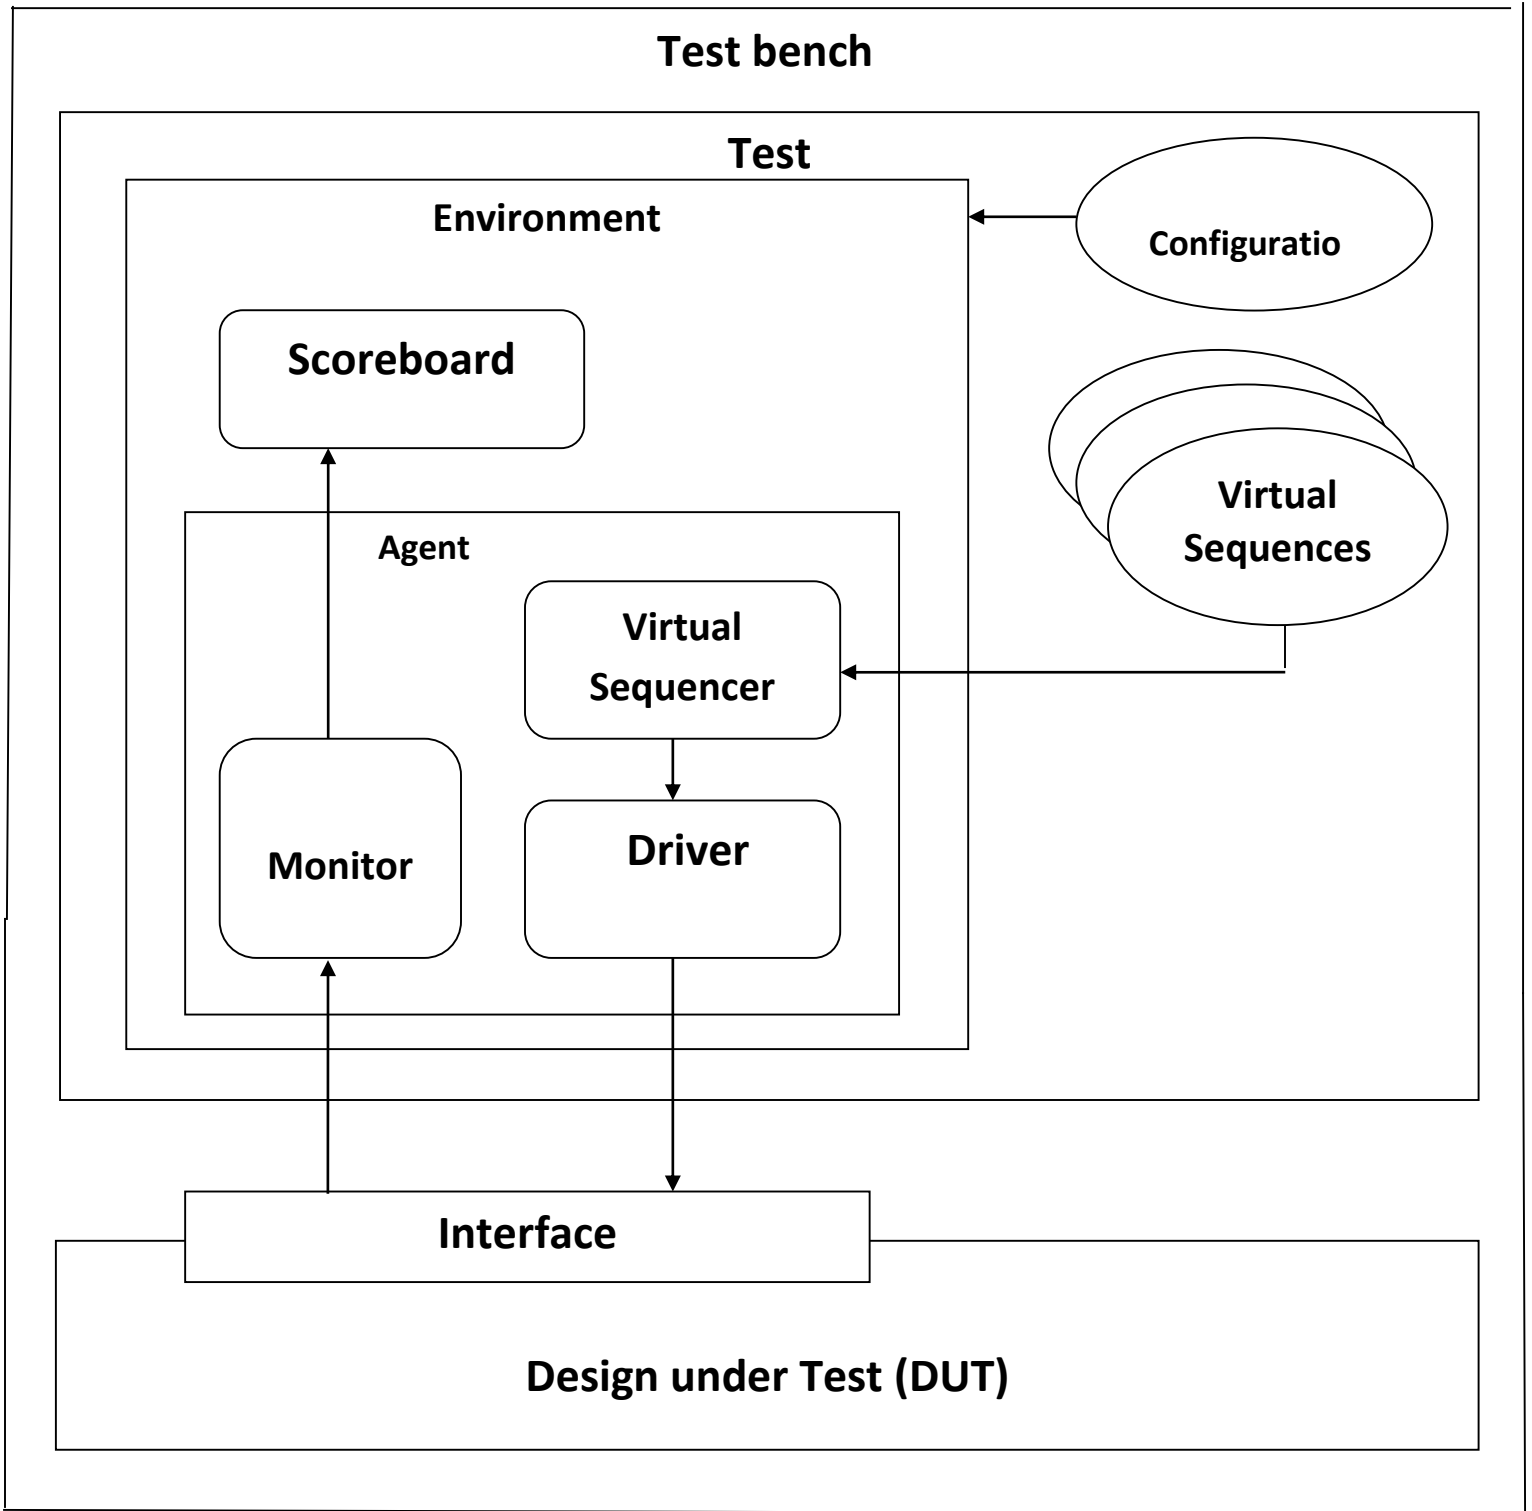 Test bench
Test
Environment
Configuratio
Scoreboard
Virtual
Sequences
Agent
Virtual
Sequencer
Monitor
Driver
Interface
Design under Test (DUT)